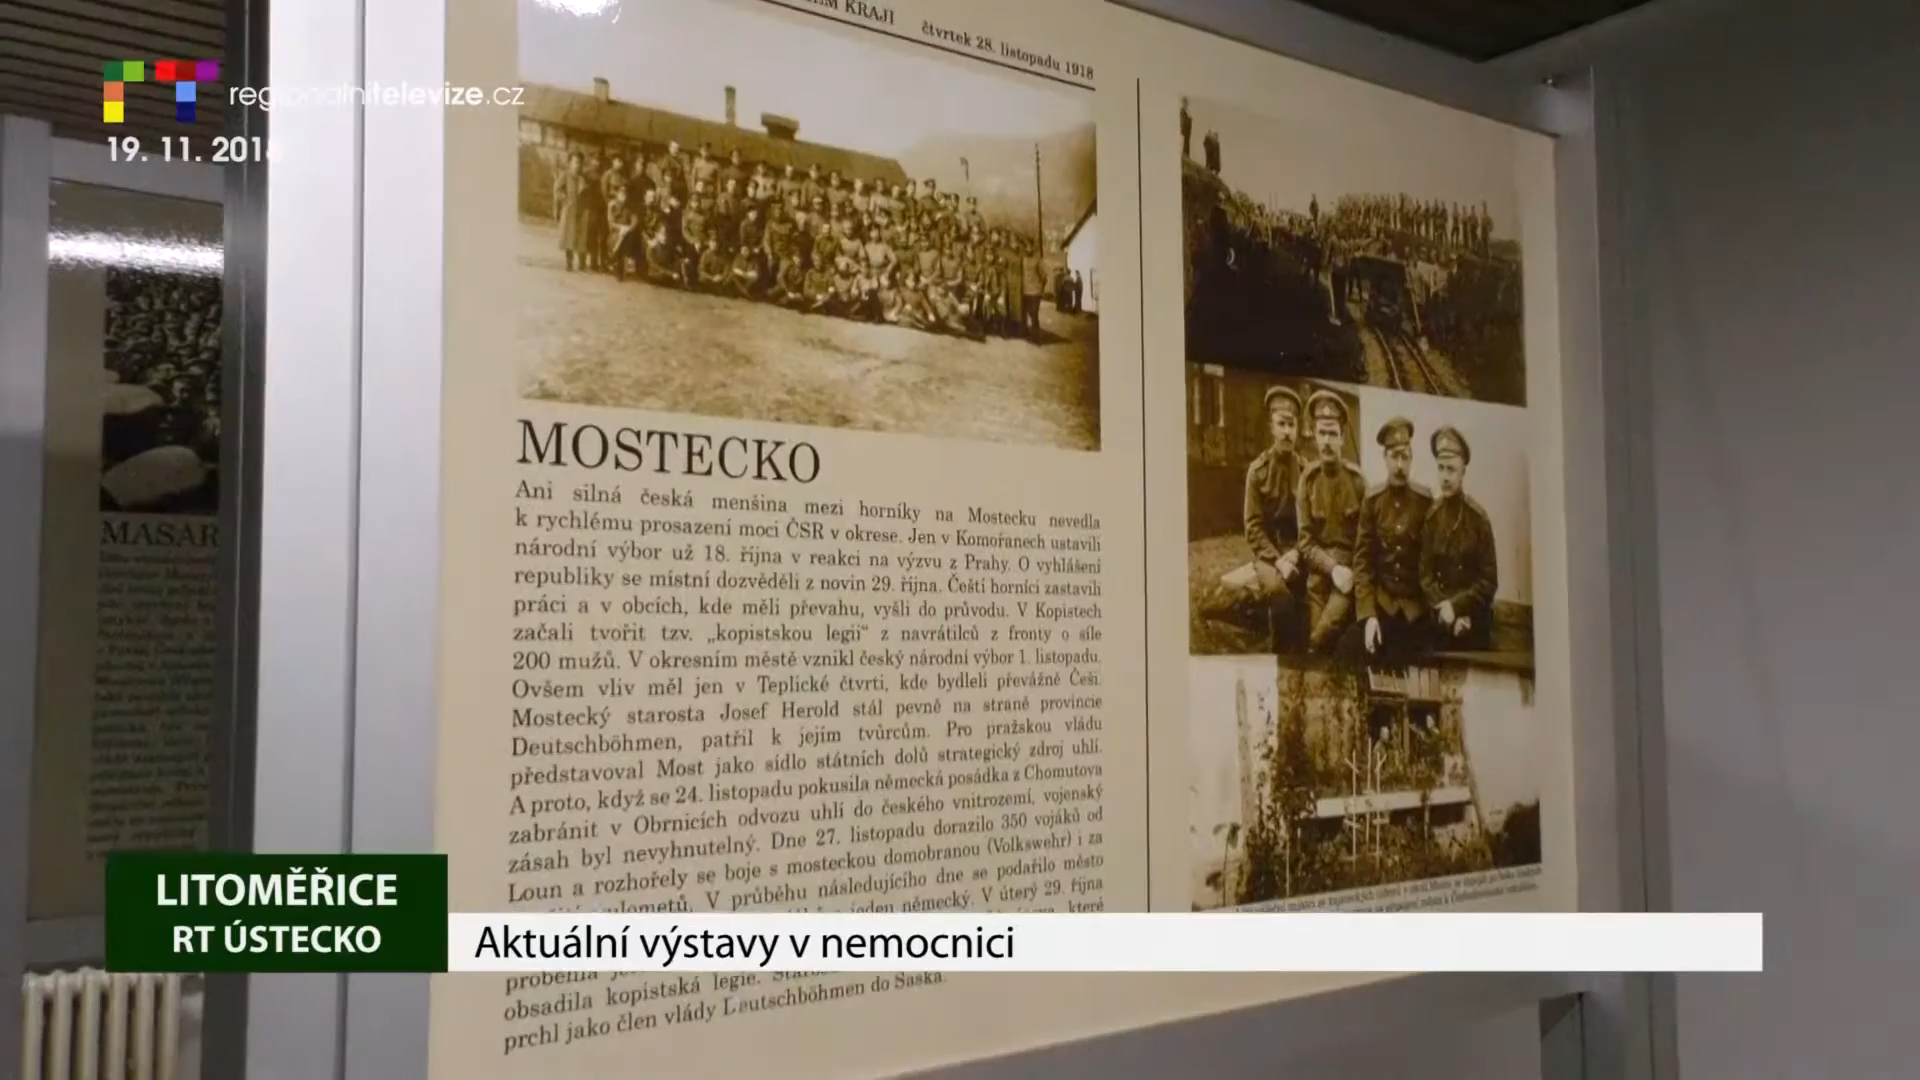 EM KRAJI čtvrtek 28. listopadu 1918
regionalnitelevize.cz
19. 11. 2018
MOSTECKO
Ani silná česká menšina mezi horníky na Mostecku nevedla
k rychlému prosazení moci ČSR v okrese. Jen v Komořanech ustavili
národní výbor už 18. října v reakci na výzvu z Prahy. O vyhlášení
republiky se místní dozvěděli z novin 29. října. Čeští horníci zastavili
práci a v obcích, kde měli převahu, vyšli do průvodu. V Kopistech
začali tvořit tzv. „kopistskou legii“ z navrátilců z fronty o síle
200 mužů. V okresním městě vznikl český národní výbor 1. listopadu.
Ovšem vliv měl jen v Teplické čtvrti, kde bydleli převážně Češi.
Mostecký starosta Josef Herold stál pevně na straně provincie
Deutschböhmen, patřil k jejím tvůrcům. Pro pražskou vládu
představoval Most jako sídlo státních dolů strategický zdroj uhlí.
A proto, když se 24. listopadu pokusila německá posádka z Chomutova
zabránit v Obrnicích odvozu uhlí do českého vnitrozemí, vojenský
zásah byl nevyhnutelný. Dne 27. listopadu dorazilo 350 vojáků od
Loun a rozhořely se boje s mosteckou domobranou (Volkswehr) i za
V průběhu následujícího dne se podařilo město
jeden německý. V úterý 29. října
které
proběhla
obsadila kopistská legie.
prchl jako člen vlády Deutschböhmen do Saska.
MASAR
LITOMĚŘICE
RT ÚSTECKO
Aktuální výstavy v nemocnici